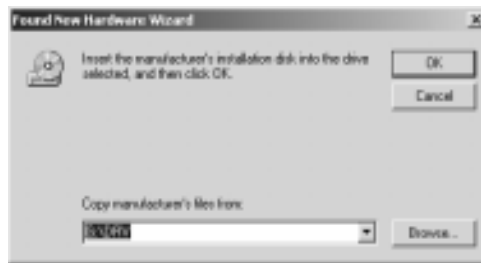 Found New Hardware Wizard
Insert the manufacturer's installation disk into the drive
selected, and then click OK.
OK
Cancel
Copy manufacturer's files from:
Browse...